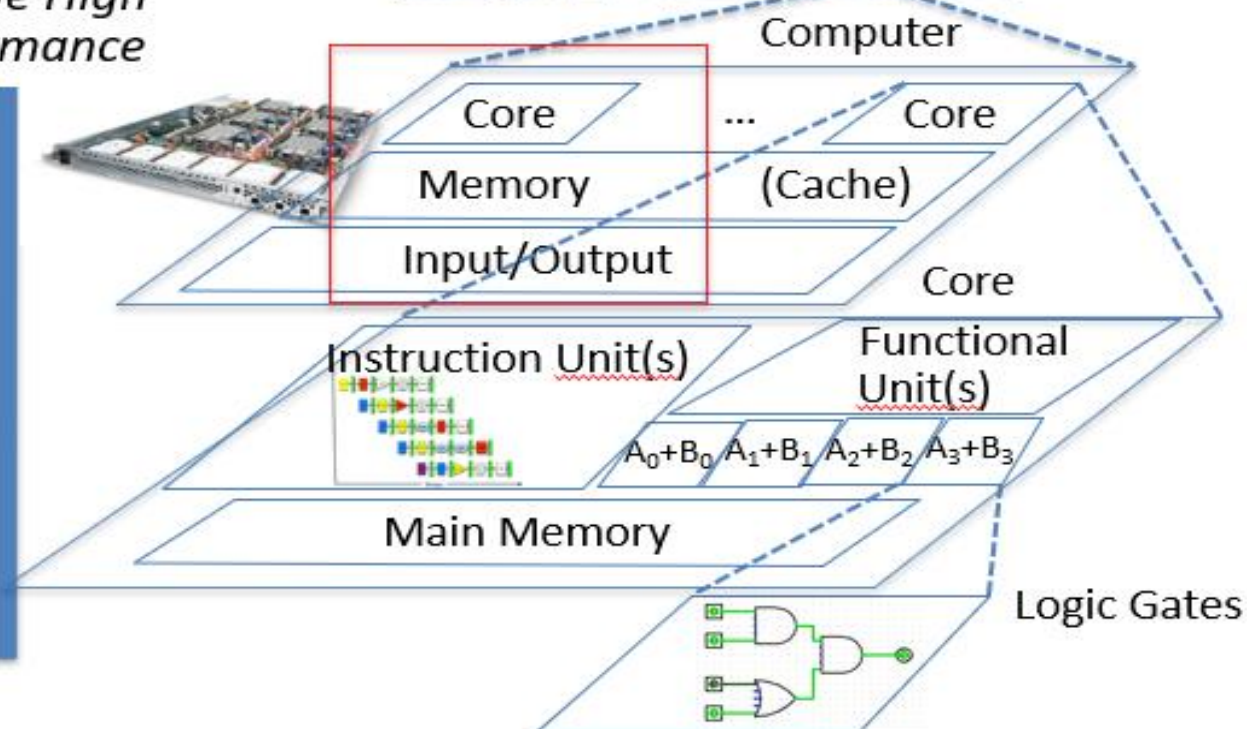 High
Computer
Core ... Core
Memory (Cache)
Input/Output
Core
Instruction Unit(s)
Functional
Unit(s)
A₀+B₀ A₁+B₁ A₂+B₂ A₃+B₃
Main Memory
Logic Gates